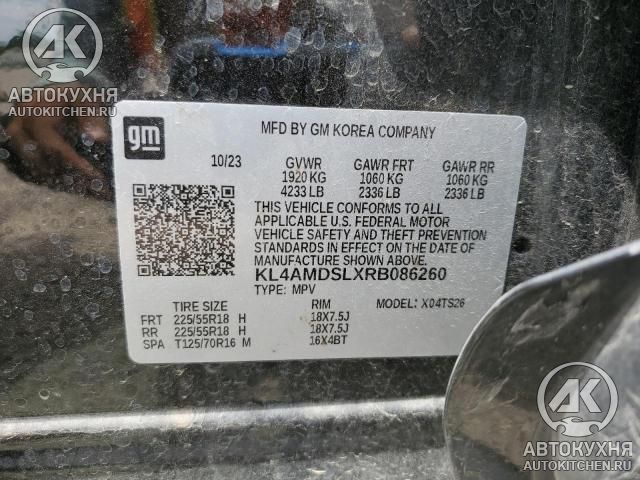 АК
АВТОКУХНЯ
AUTOKITCHEN.RU
gm
MFD BY GM KOREA COMPANY
10/23 GVWR GAWR FRT GAWR RR
1920 KG 1060 KG 1060 KG
4233 LB 2336 LB 2336 LB
THIS VEHICLE CONFORMS TO ALL
APPLICABLE U.S. FEDERAL MOTOR
VEHICLE SAFETY AND THEFT PREVENTION
STANDARDS IN EFFECT ON THE DATE OF
MANUFACTURE SHOWN ABOVE.
KL4AMDSLXRB086260
TYPE: MPV MODEL: X04TS26
TIRE SIZE RIM
FRT 225/55R18 H 18X7.5J
RR 225/55R18 H 18X7.5J
SPA T125/70R16 M 16X4BT
АК
АВТОКУХНЯ
AUTOKITCHEN.RU